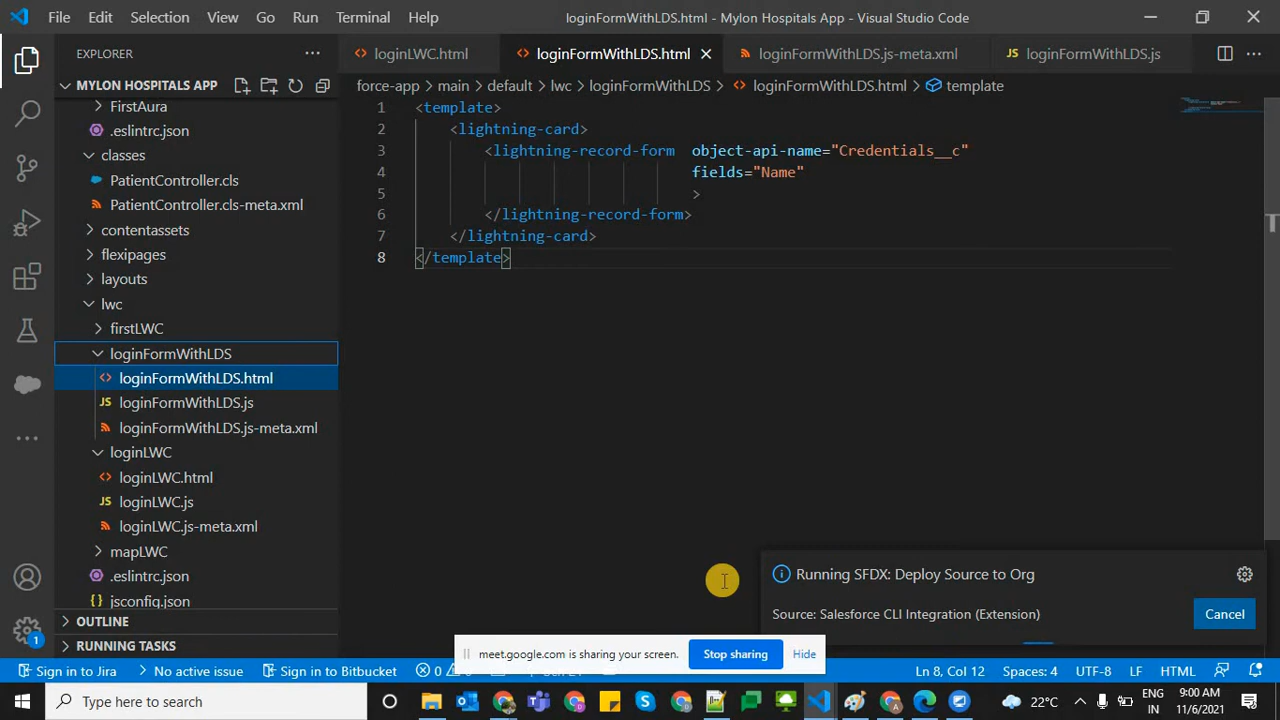 File Edit Selection View Go Run Terminal Help
loginFormWithLDS.html - Mylon Hospitals App - Visual Studio Code
EXPLORER
MYLON HOSPITALS APP
FirstAura
.eslintrc.json
classes
PatientController.cls
PatientController.cls-meta.xml
contentassets
flexipages
layouts
lwc
firstLWC
loginFormWithLDS
loginFormWithLDS.html
loginFormWithLDS.js
loginFormWithLDS.js-meta.xml
loginLWC
loginLWC.html
loginLWC.js
loginLWC.js-meta.xml
mapLWC
.eslintrc.json
jsconfig.json
OUTLINE
RUNNING TASKS
loginLWC.html loginFormWithLDS.html loginFormWithLDS.js-meta.xml JS loginFormWithLDS.js
force-app > main > default > lwc > loginFormWithLDS > loginFormWithLDS.html > template
1 <template>
2 <lightning-card>
3 <lightning-record-form object-api-name="Credentials__c"
4 fields="Name"
5 >
6 </lightning-record-form>
7 </lightning-card>
8 </template>
Running SFDX: Deploy Source to Org
Source: Salesforce CLI Integration (Extension)
Cancel
meet.google.com is sharing your screen. Stop sharing Hide
1
Sign in to Jira No active issue Sign in to Bitbucket 0 Ln 8, Col 12 Spaces: 4 UTF-8 LF HTML
Type here to search
22°C
ENG
IN
9:00 AM
11/6/2021